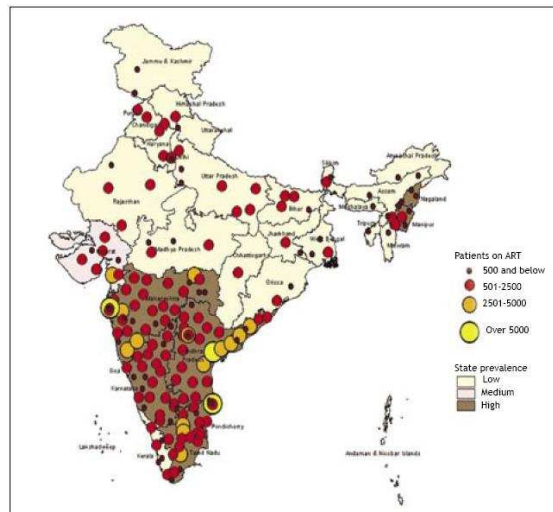 Jammu & Kashmir
Himachal Pradesh
Chandigarh
Uttaranchal
Haryana
Delhi
Rajasthan
Uttar Pradesh
Sikkim
Arunachal Pradesh
Assam
Nagaland
Meghalaya
Manipur
Bihar
Tripura
Mizoram
Jharkhand
West Bengal
Madhya Pradesh
Chhattisgarh
Orissa
Maharashtra
Goa
Karnataka
Pradesh
Pondicherry
Lakshadweep
Kerala
Tamil Nadu
Andaman & Nicobar Islands
Patients on ART
500 and below
501-2500
2501-5000
Over 5000
State prevalence
Low
Medium
High